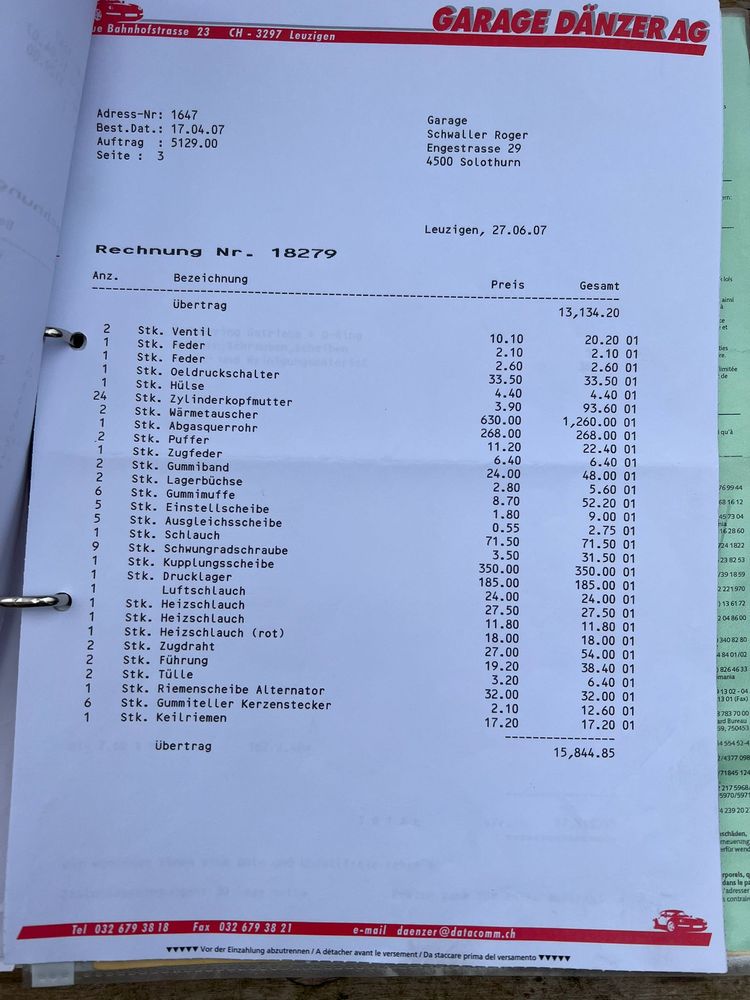 GARAGE DÄNZER AG
ue Bahnhofstrasse 23 CH - 3297 Leuzigen
Adress-Nr: 1647
Best.Dat.: 17.04.07
Auftrag : 5129.00
Seite : 3
Garage
Schwaller Roger
Engestrasse 29
4500 Solothurn
Leuzigen, 27.06.07
Rechnung Nr. 18279
Anz. Bezeichnung Preis Gesamt
Übertrag 13,134.20
2 Stk. Ventil 10.10 20.20 01
1 Stk. Feder 2.10 2.10 01
1 Stk. Feder 2.60 2.60 01
1 Stk. Oeldruckschalter 33.50 33.50 01
1 Stk. Hülse 4.40 4.40 01
24 Stk. Zylinderkopfmutter 3.90 93.60 01
2 Stk. Wärmetauscher 630.00 1,260.00 01
1 Stk. Abgasquerrohr 268.00 268.00 01
2 Stk. Puffer 11.20 22.40 01
1 Stk. Zugfeder 6.40 6.40 01
2 Stk. Gummiband 24.00 48.00 01
2 Stk. Lagerbüchse 2.80 5.60 01
6 Stk. Gummimuffe 8.70 52.20 01
5 Stk. Einstellscheibe 1.80 9.00 01
5 Stk. Ausgleichsscheibe 0.55 2.75 01
1 Stk. Schlauch 71.50 71.50 01
9 Stk. Schwungradschraube 3.50 31.50 01
1 Stk. Kupplungsscheibe 350.00 350.00 01
1 Stk. Drucklager 185.00 185.00 01
1 Luftschlauch 24.00 24.00 01
1 Stk. Heizschlauch 27.50 27.50 01
1 Stk. Heizschlauch 11.80 11.80 01
1 Stk. Heizschlauch (rot) 18.00 18.00 01
2 Stk. Zugdraht 27.00 54.00 01
2 Stk. Führung 19.20 38.40 01
2 Stk. Tülle 3.20 6.40 01
1 Stk. Riemenscheibe Alternator 32.00 32.00 01
6 Stk. Gummiteller Kerzenstecker 2.10 12.60 01
1 Stk. Keilriemen 17.20 17.20 01
Übertrag 15,844.85
Tel 032 679 38 18 Fax 032 679 38 21 e-mail daenzer@datacomm.ch
▼▼▼▼▼ Vor der Einzahlung abzutrennen / A détacher avant le versement / Da staccare prima del versamento ▼▼▼▼▼